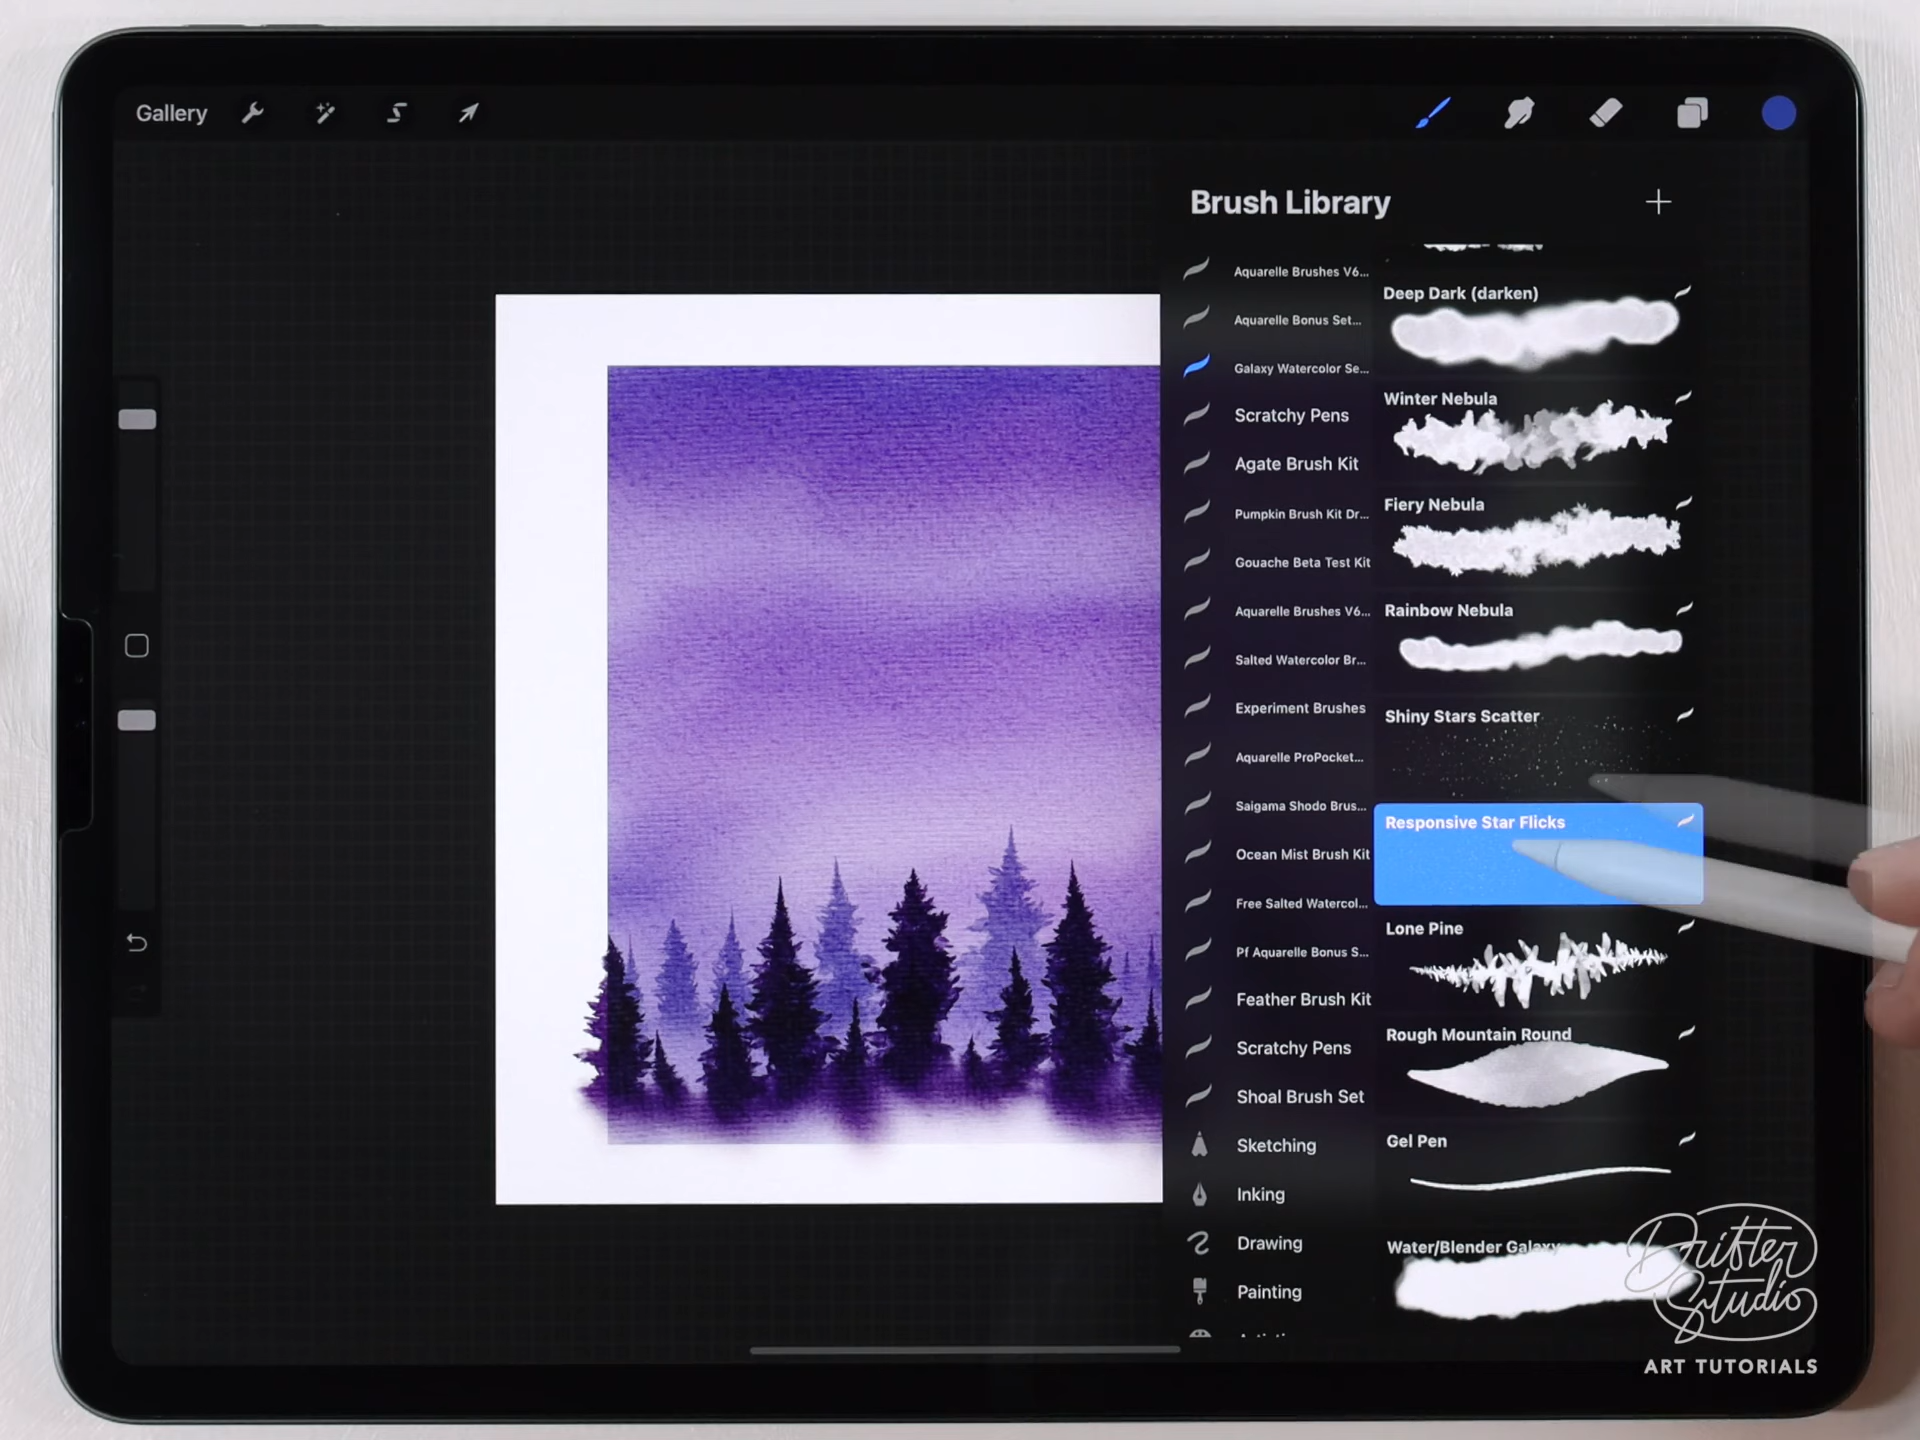 Gallery
Brush Library
Aquarelle Brushes V6...
Aquarelle Bonus Set...
Galaxy Watercolor Se...
Scratchy Pens
Agate Brush Kit
Pumpkin Brush Kit Dr...
Gouache Beta Test Kit
Aquarelle Brushes V6...
Salted Watercolor Br...
Experiment Brushes
Aquarelle ProPocket...
Saigama Shodo Brus...
Ocean Mist Brush Kit
Free Salted Watercol...
Pf Aquarelle Bonus S...
Feather Brush Kit
Scratchy Pens
Shoal Brush Set
Sketching
Inking
Drawing
Painting
Deep Dark (darken)
Winter Nebula
Fiery Nebula
Rainbow Nebula
Shiny Stars Scatter
Responsive Star Flicks
Lone Pine
Rough Mountain Round
Gel Pen
Water/Blender Galaxy
Drifter
Studio
ART TUTORIALS